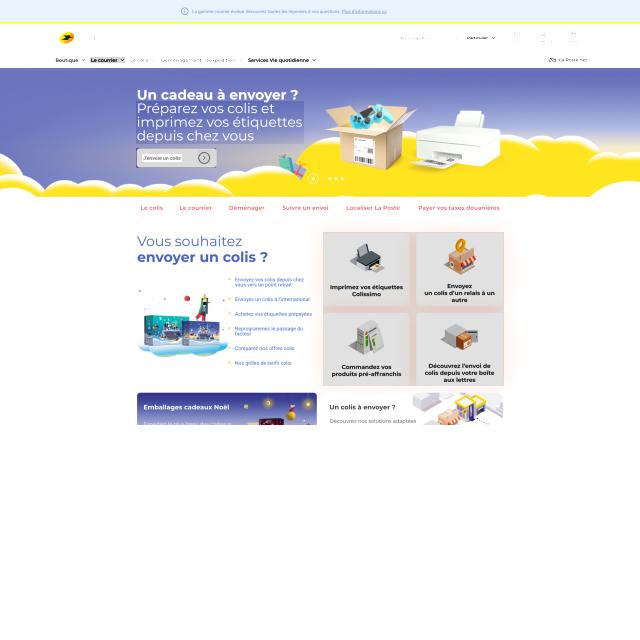 La gamme courrier évolue découvrez toutes les réponses à vos questions. Plus d'informations ici
Particulier
Boutique
Le courrier
Le colis
Déménagement, réexpédition
Services Vie quotidienne
La Poste.net
Un cadeau à envoyer ?
Préparez vos colis et
imprimez vos étiquettes
depuis chez vous
J'envoie un colis
Le colis
Le courrier
Déménager
Suivre un envoi
Localiser La Poste
Payer vos taxes douanières
Vous souhaitez
envoyer un colis ?
Envoyez vos colis depuis chez
vous vers un point retrait
Envoyez un colis à l'international
Achetez vos étiquettes prépayées
Reprogrammez le passage du
facteur
Comparez nos offres colis
Nos grilles de tarifs colis
Imprimez vos étiquettes
Colissimo
Envoyez
un colis d'un relais à un
autre
Commandez vos
produits pré-affranchis
Découvrez l'envoi de
colis depuis votre boîte
aux lettres
Emballages cadeaux Noël
Un colis à envoyer ?
Découvrez nos solutions adaptées